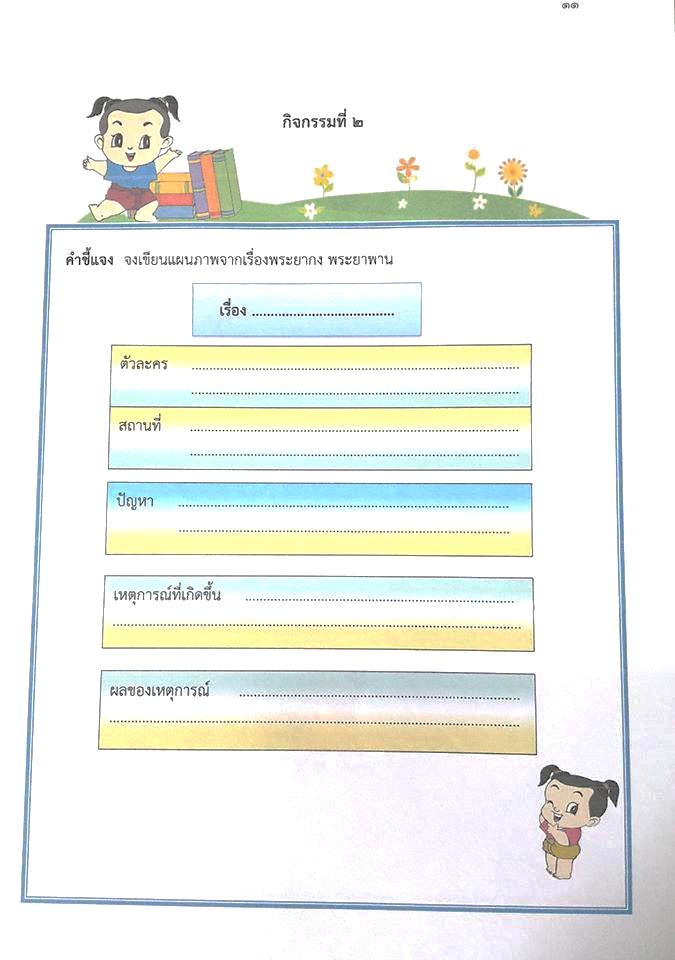 ๑๑
กิจกรรมที่ ๒
คำชี้แจง จงเขียนแผนภาพจากเรื่องพระยากง พระยาพาน
เรื่อง ......................................
ตัวละคร ........................................................................................
........................................................................................
สถานที่ ........................................................................................
........................................................................................
ปัญหา ........................................................................................
........................................................................................
เหตุการณ์ที่เกิดขึ้น ........................................................................
..............................................................................................................
ผลของเหตุการณ์ ...........................................................................
..............................................................................................................